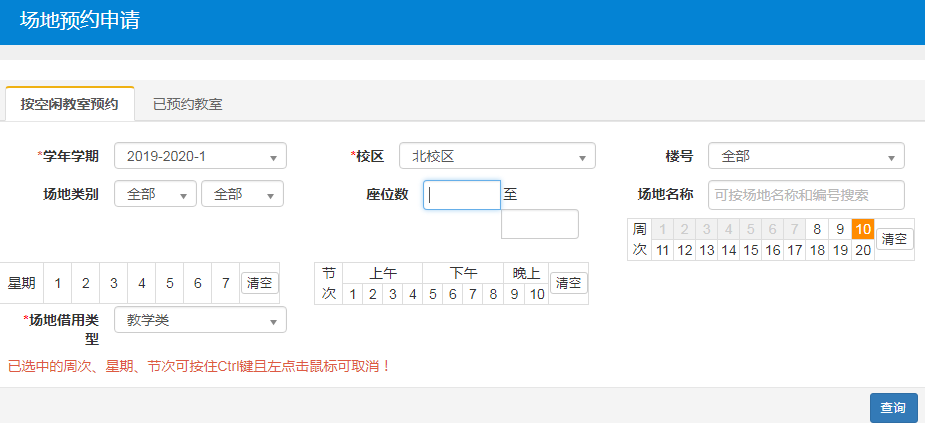 场地预约申请
按空闲教室预约 已预约教室
*学年学期 2019-2020-1 *校区 北校区 楼号 全部
场地类别 全部 全部 座位数 至 场地名称 可按场地名称和编号搜索
周次 1 2 3 4 5 6 7 8 9 10 清空
11 12 13 14 15 16 17 18 19 20
星期 1 2 3 4 5 6 7 清空 节次 上午 下午 晚上 清空
1 2 3 4 5 6 7 8 9 10
*场地借用类型 教学类
已选中的周次、星期、节次可按住Ctrl键且左点击鼠标可取消！
查询